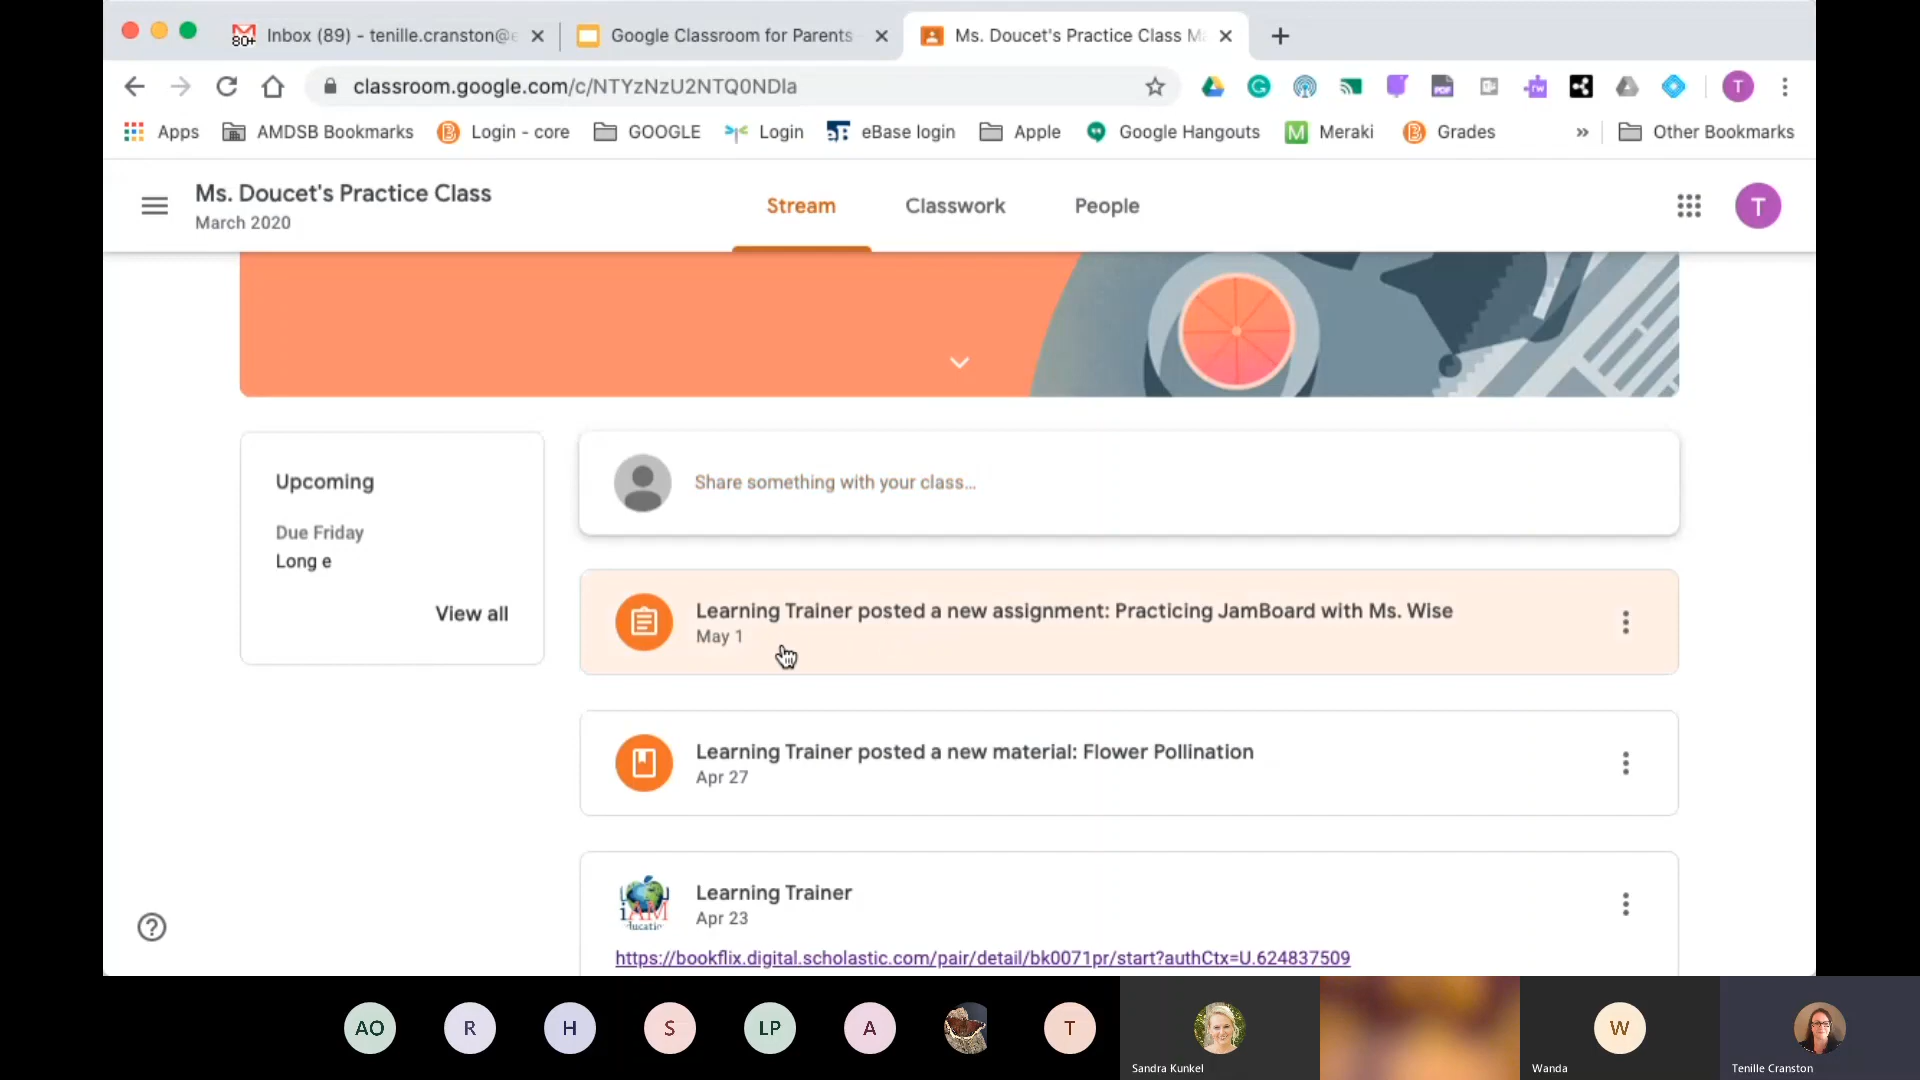 80+
Inbox (89) - tenille.cranston@e
Google Classroom for Parents
Ms. Doucet's Practice Class Ma
classroom.google.com/c/NTYzNzU2NTQ0NDla
T
Apps
AMDSB Bookmarks
Login - core
GOOGLE
Login
eBase login
Apple
Google Hangouts
M
Meraki
Grades
»
Other Bookmarks
Ms. Doucet's Practice Class
March 2020
Stream
Classwork
People
T
Upcoming
Due Friday
Long e
View all
Share something with your class...
Learning Trainer posted a new assignment: Practicing JamBoard with Ms. Wise
May 1
Learning Trainer posted a new material: Flower Pollination
Apr 27
iAM
Learning Trainer
Apr 23
https://bookflix.digital.scholastic.com/pair/detail/bk0071pr/start?authCtx=U.624837509
AO
R
H
S
LP
A
T
Sandra Kunkel
W
Wanda
Tenille Cranston